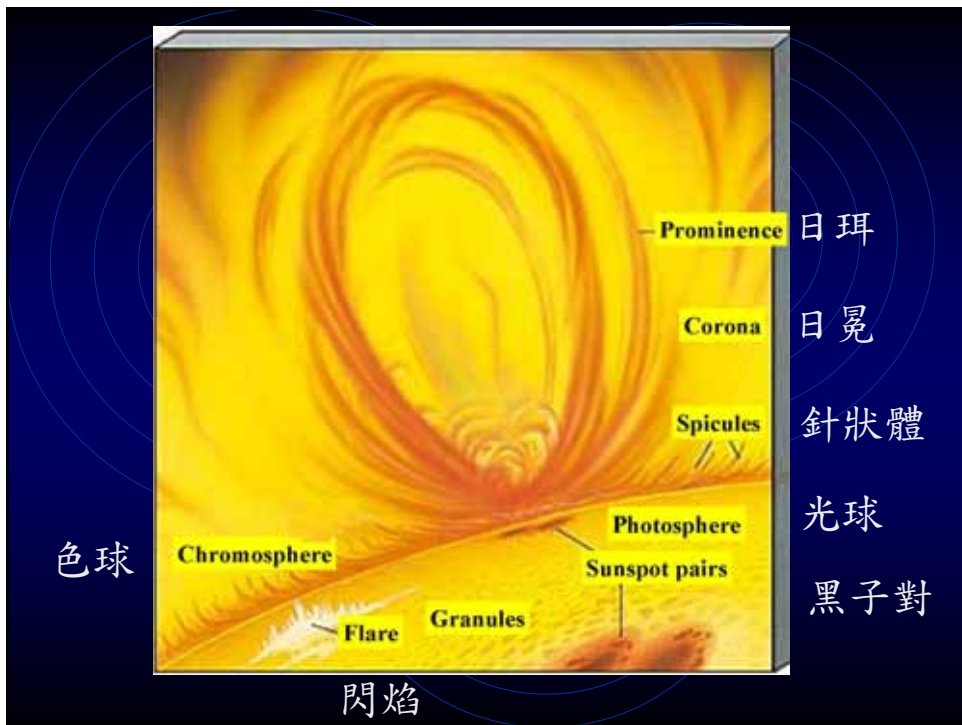 Prominence 日珥
Corona 日冕
Spicules 針狀體
Photosphere 光球
色球 Chromosphere
Sunspot pairs 黑子對
Flare Granules
閃焰